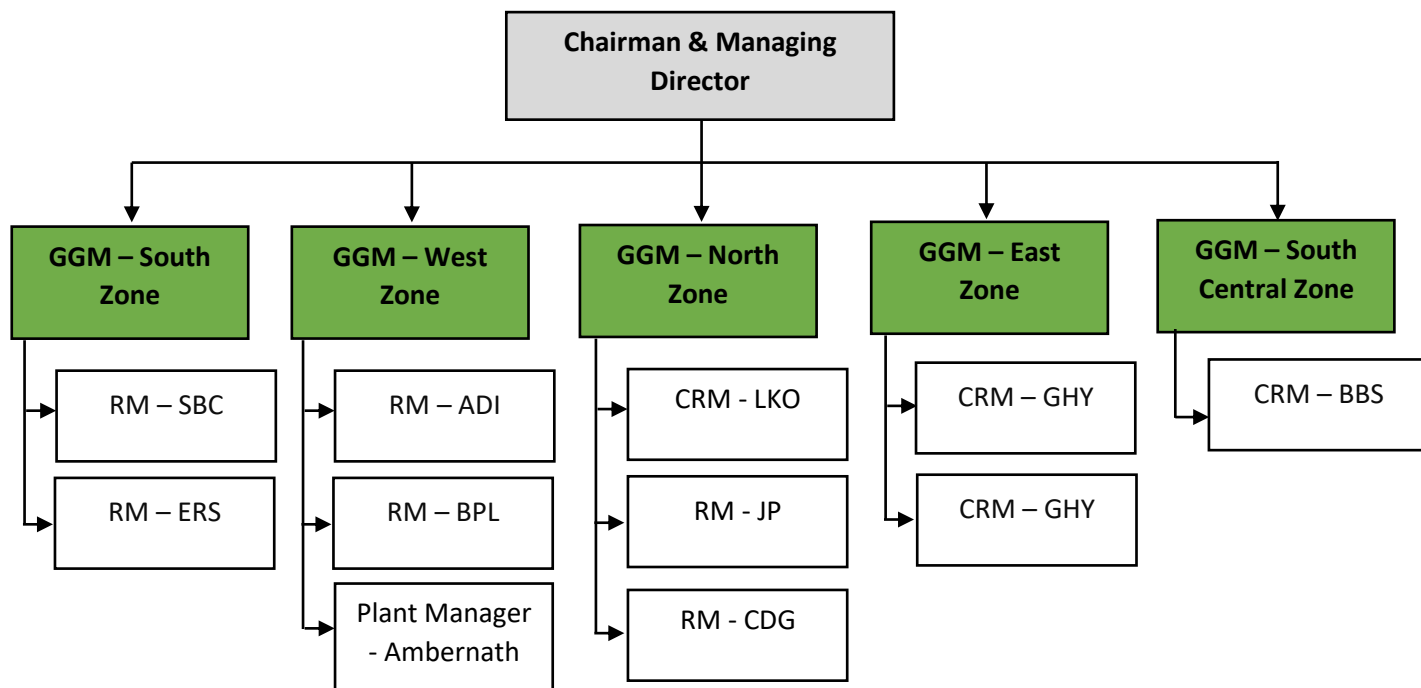 Chairman & Managing
Director
GGM – South
Zone
GGM – West
Zone
GGM – North
Zone
GGM – East
Zone
GGM – South
Central Zone
RM – SBC
RM – ERS
RM – ADI
RM – BPL
Plant Manager
- Ambernath
CRM - LKO
RM - JP
RM - CDG
CRM – GHY
CRM – GHY
CRM – BBS